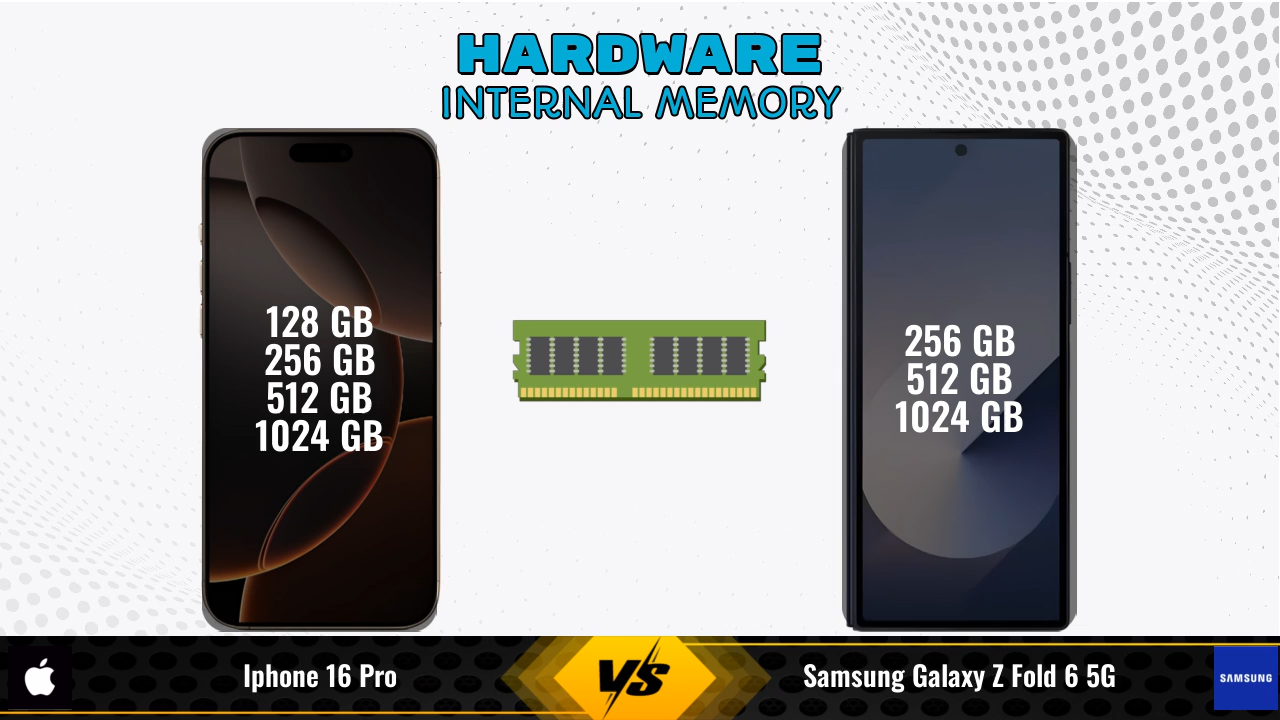 HARDWARE
INTERNAL MEMORY
128 GB
256 GB
512 GB
1024 GB
256 GB
512 GB
1024 GB
Iphone 16 Pro
VS
Samsung Galaxy Z Fold 6 5G
SAMSUNG